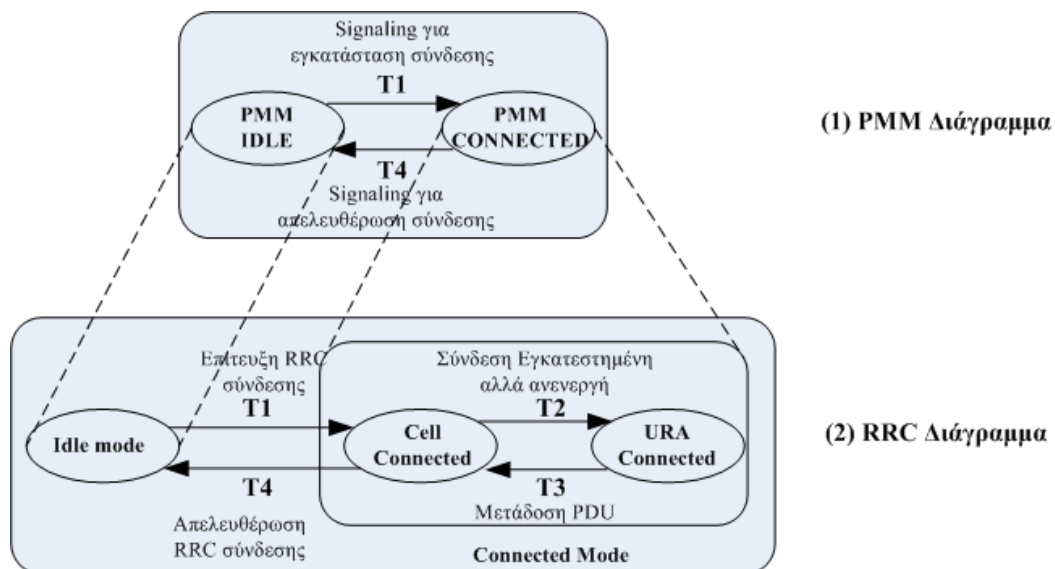 Signaling για
εγκατάσταση σύνδεσης
T1
PMM
IDLE
PMM
CONNECTED
T4
Signaling για
απελευθέρωση σύνδεσης
(1) PMM Διάγραμμα
Επίτευξη RRC
σύνδεσης
T1
Σύνδεση Εγκατεστημένη
αλλά ανενεργή
T2
Idle mode
Cell
Connected
URA
Connected
T4
T3
Μετάδοση PDU
Απελευθέρωση
RRC σύνδεσης
Connected Mode
(2) RRC Διάγραμμα